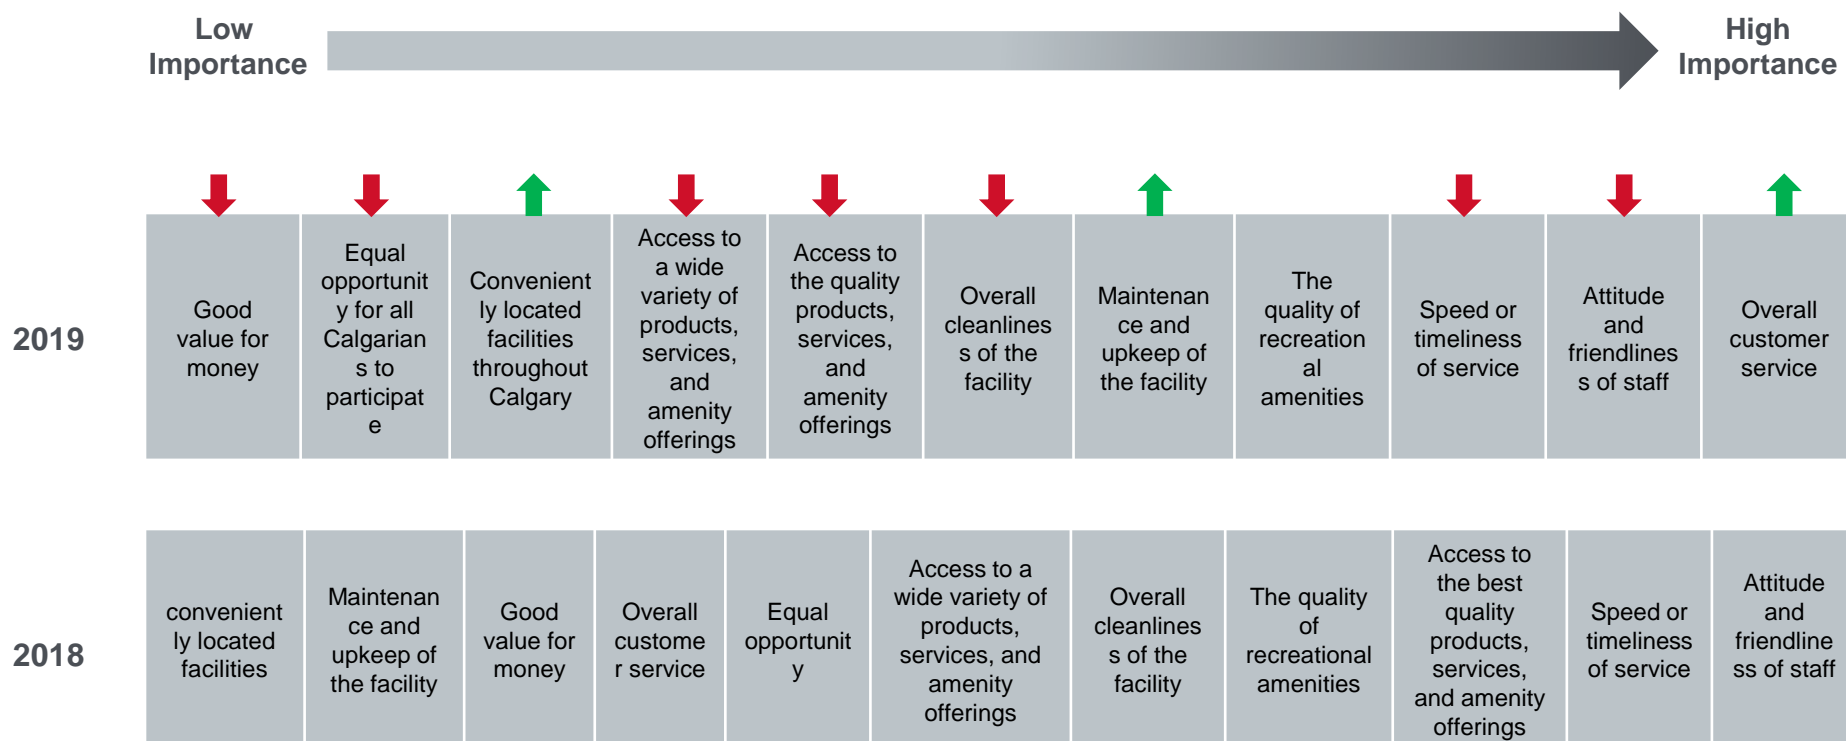 Low
Importance
High
Importance
2019
Good
value for
money
Equal
opportunit
y for all
Calgarian
s to
participat
e
Convenient
ly located
facilities
throughout
Calgary
Access to
a wide
variety of
products,
services,
and
amenity
offerings
Access to
the quality
products,
services,
and
amenity
offerings
Overall
cleanlines
s of the
facility
Maintenan
ce and
upkeep of
the facility
The
quality of
recreation
al
amenities
Speed or
timeliness
of service
Attitude
and
friendlines
s of staff
Overall
customer
service
2018
convenient
ly located
facilities
Maintenan
ce and
upkeep of
the facility
Good
value for
money
Overall
custome
r service
Equal
opportunit
y
Access to a
wide variety of
products,
services, and
amenity
offerings
Overall
cleanlines
s of the
facility
The quality
of
recreational
amenities
Access to
the best
quality
products,
services,
and amenity
offerings
Speed or
timeliness
of service
Attitude
and
friendline
ss of staff